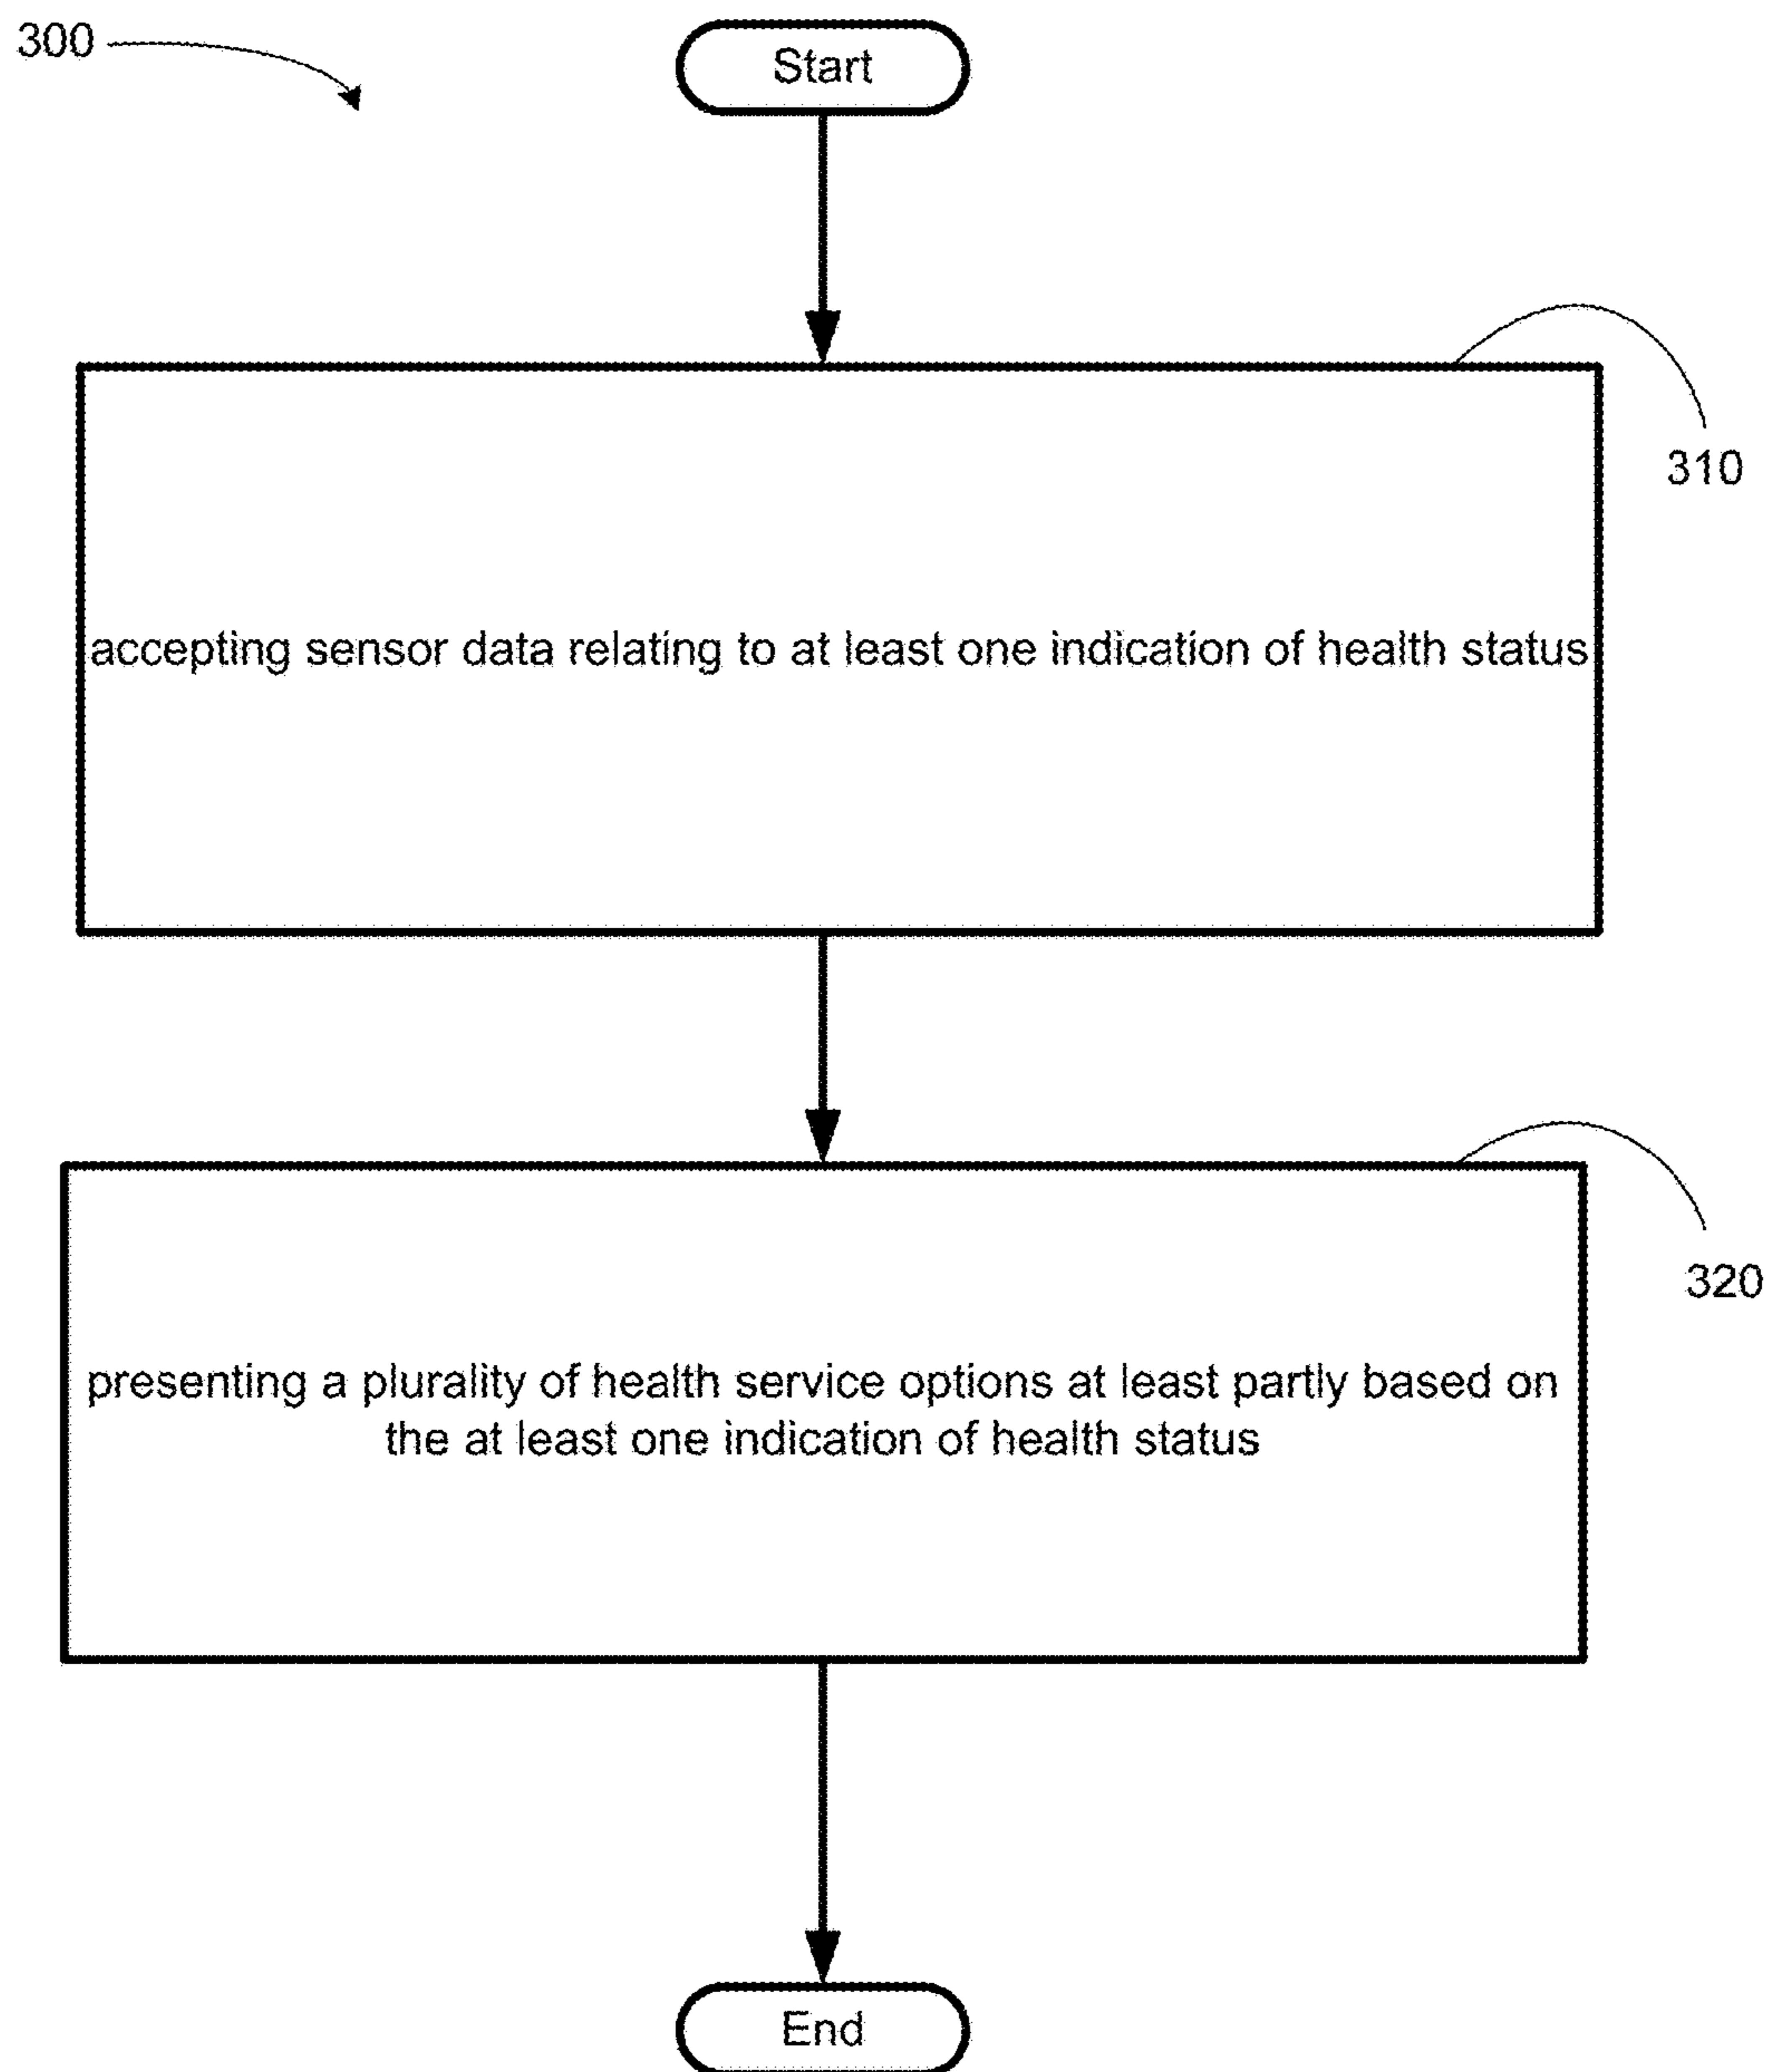 300
Start
310
accepting sensor data relating to at least one indication of health status
320
presenting a plurality of health service options at least partly based on
the at least one indication of health status
End